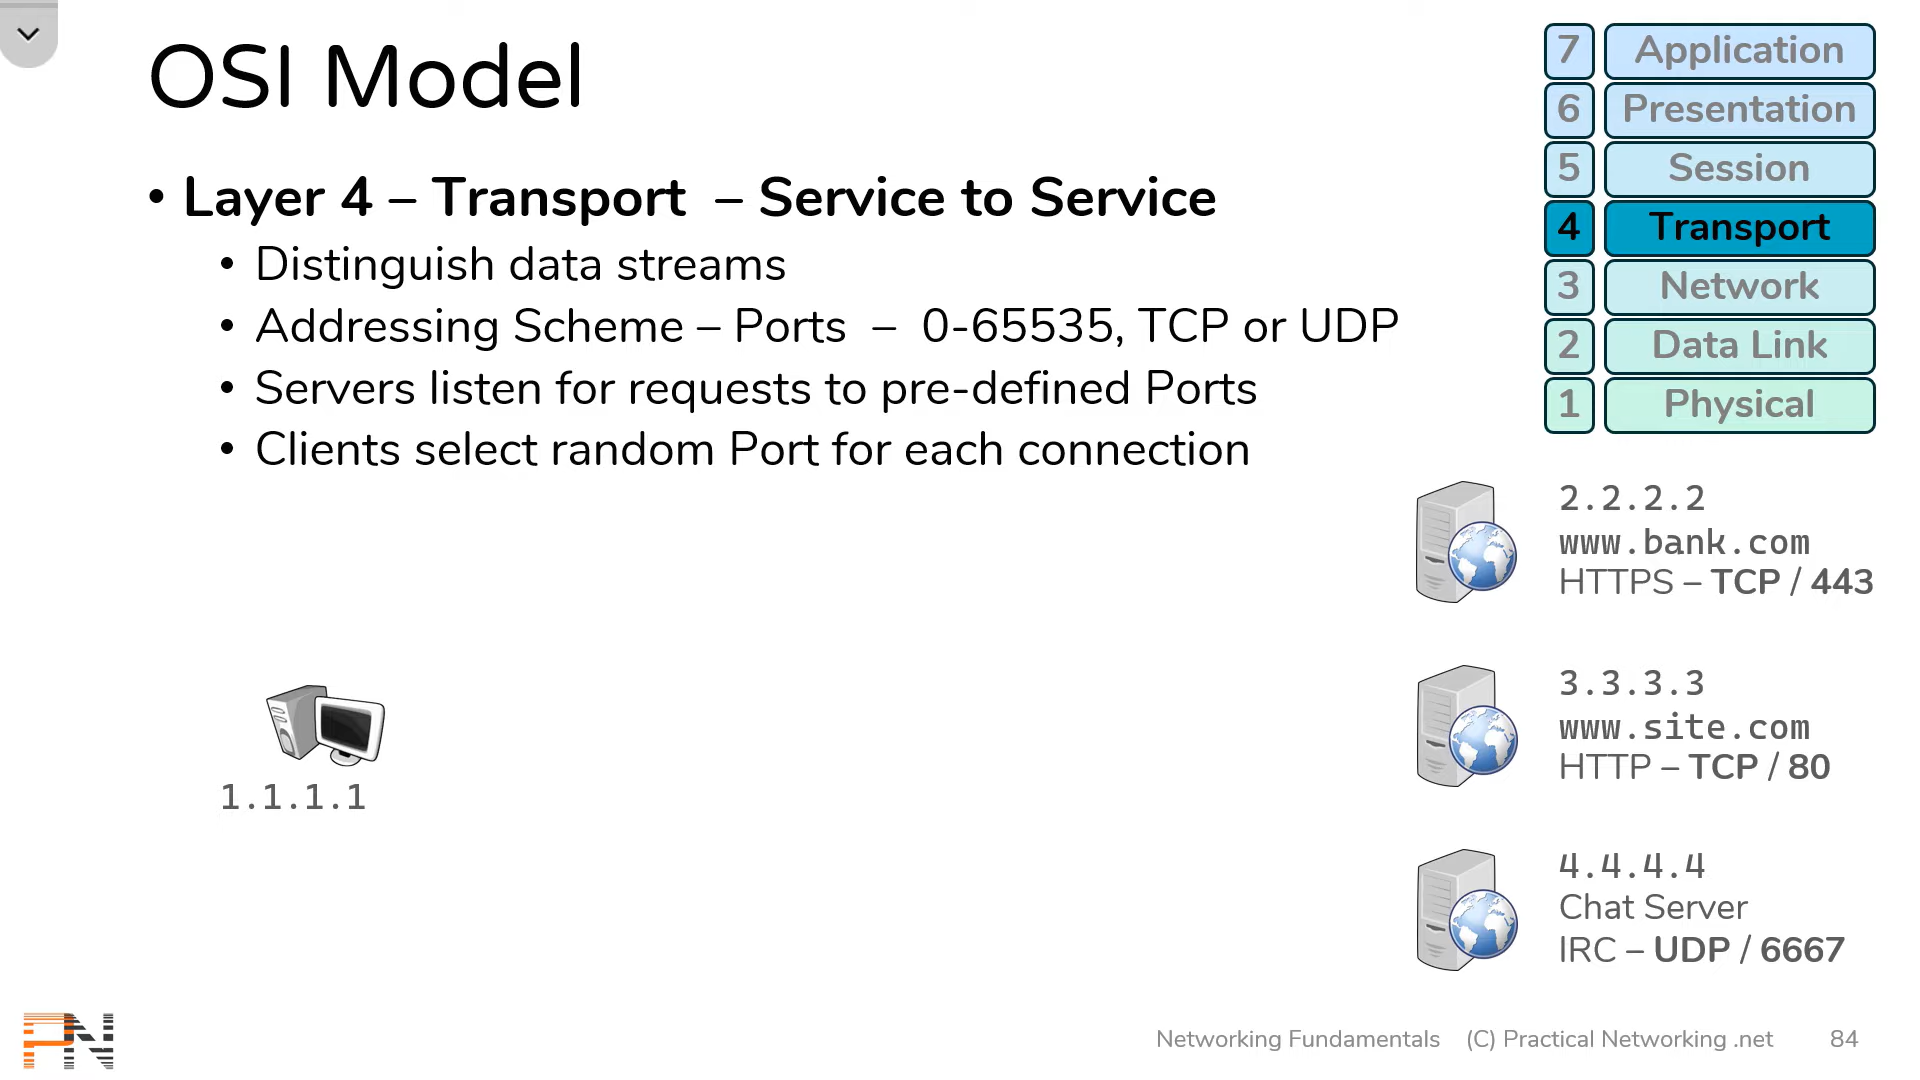 OSI Model
• Layer 4 – Transport – Service to Service
• Distinguish data streams
• Addressing Scheme – Ports – 0-65535, TCP or UDP
• Servers listen for requests to pre-defined Ports
• Clients select random Port for each connection
7 Application
6 Presentation
5 Session
4 Transport
3 Network
2 Data Link
1 Physical
2.2.2.2
www.bank.com
HTTPS – TCP / 443
3.3.3.3
www.site.com
HTTP – TCP / 80
1.1.1.1
4.4.4.4
Chat Server
IRC – UDP / 6667
PN
Networking Fundamentals (C) Practical Networking .net 84